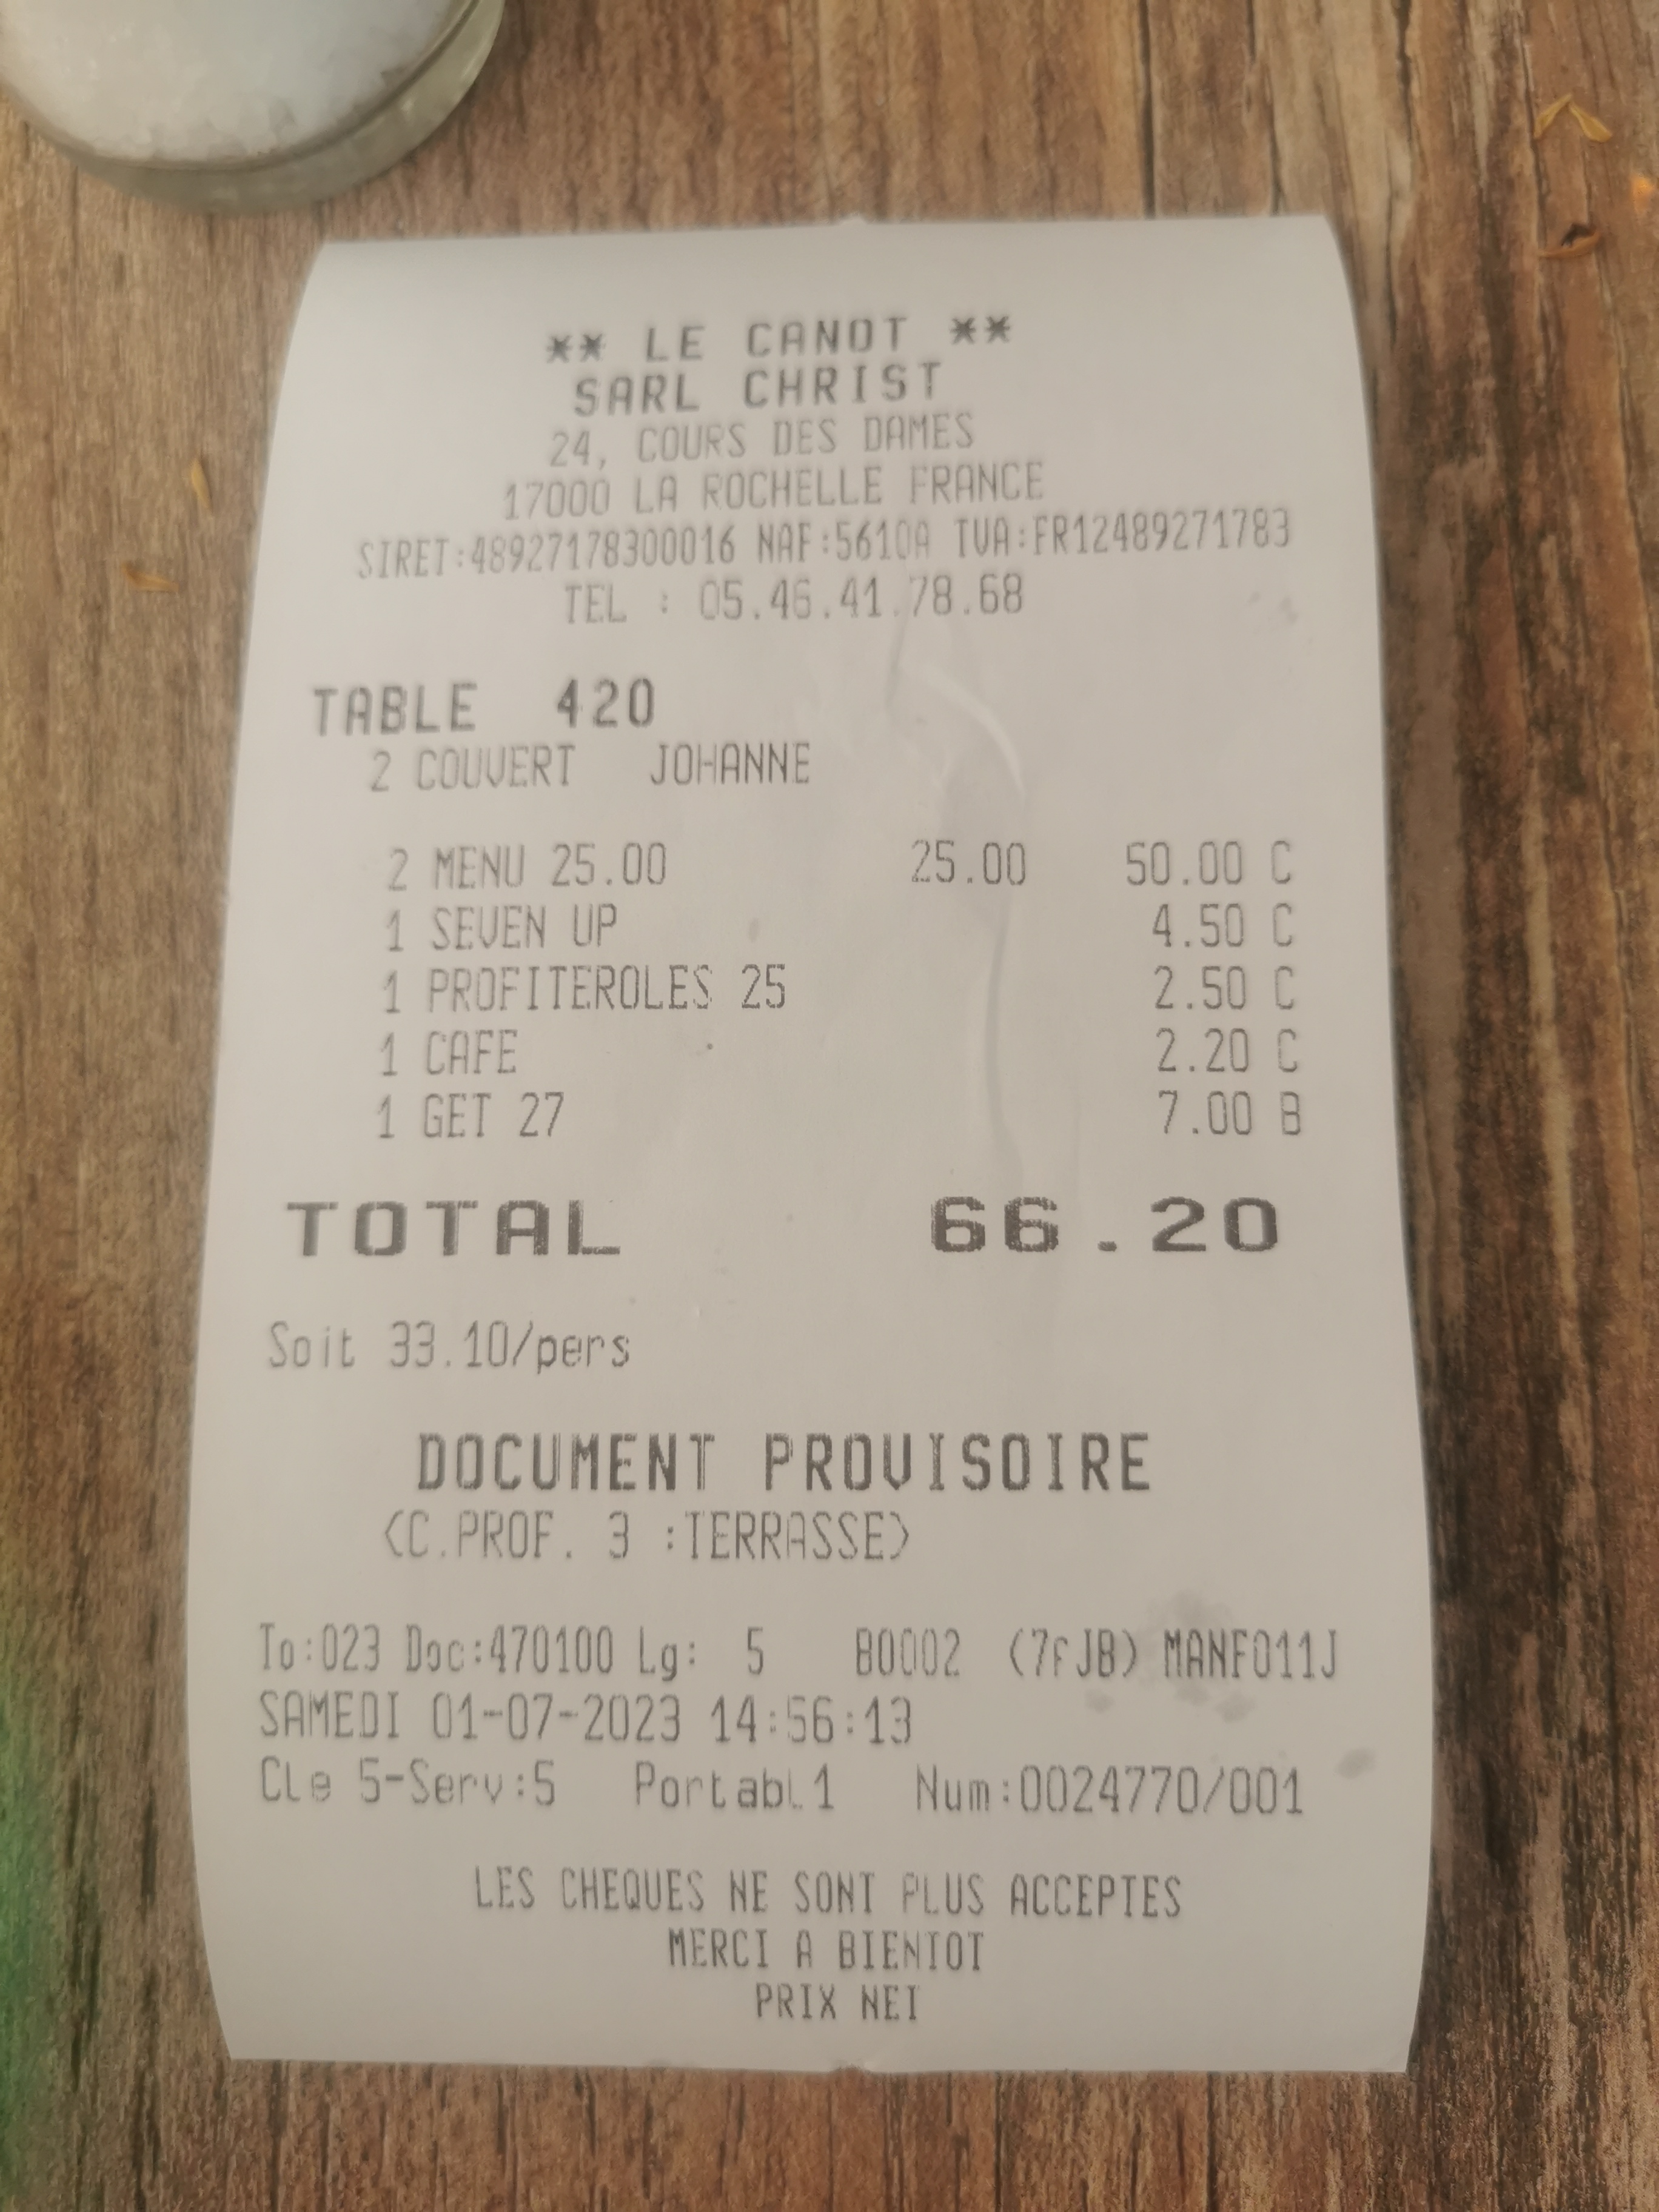 ** LE CANOT **
SARL CHRIST
24, COURS DES DAMES
17000 LA ROCHELLE FRANCE
SIRET:48927178300016 NAF:5610A TVA:FR12489271783
TEL : 05.46.41.78.68
TABLE 420
2 COUVERT JOHANNE
2 MENU 25.00 25.00 50.00 C
1 SEVEN UP 4.50 C
1 PROFITEROLES 25 2.50 C
1 CAFE 2.20 C
1 GET 27 7.00 B
TOTAL 66.20
Soit 33.10/pers
DOCUMENT PROVISOIRE
<C.PROF. 3 :TERRASSE>
To:023 Doc:470100 Lg: 5 B0002 (7fJB) MANF011J
SAMEDI 01-07-2023 14:56:13
Cle 5-Serv:5 Portabl1 Num:0024770/001
LES CHEQUES NE SONT PLUS ACCEPTES
MERCI A BIENTOT
PRIX NET